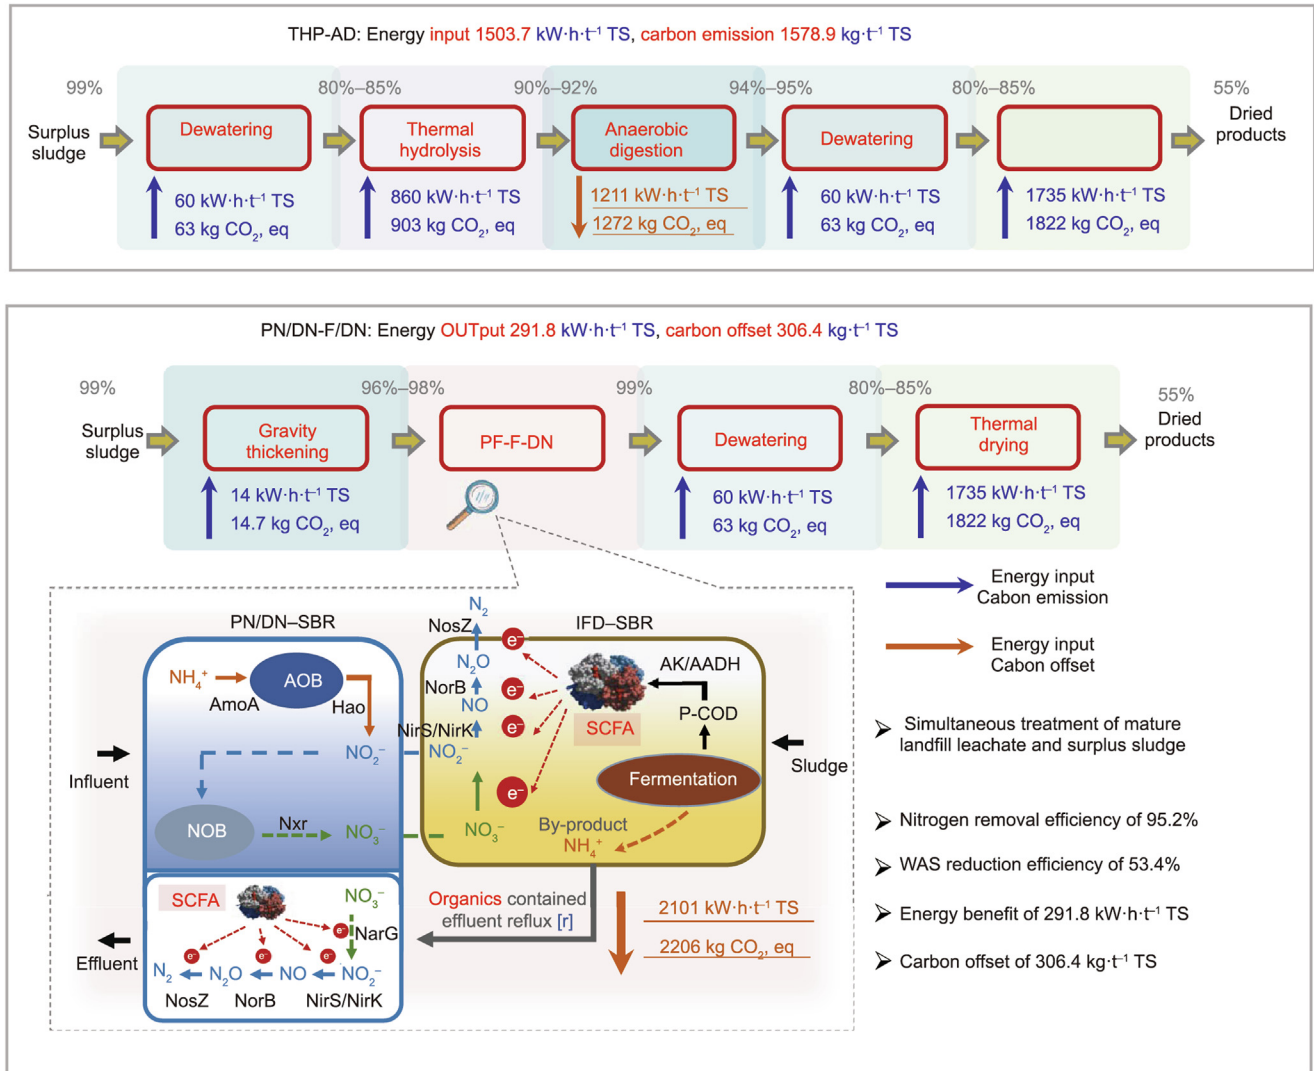 THP-AD: Energy input 1503.7 kW·h·t⁻¹ TS, carbon emission 1578.9 kg·t⁻¹ TS
99%
80%–85%
90%–92%
94%–95%
80%–85%
55%
Surplus
sludge
Dewatering
Thermal
hydrolysis
Anaerobic
digestion
Dewatering
Dried
products
60 kW·h·t⁻¹ TS
63 kg CO₂, eq
860 kW·h·t⁻¹ TS
903 kg CO₂, eq
1211 kW·h·t⁻¹ TS
1272 kg CO₂, eq
60 kW·h·t⁻¹ TS
63 kg CO₂, eq
1735 kW·h·t⁻¹ TS
1822 kg CO₂, eq
PN/DN-F/DN: Energy OUTput 291.8 kW·h·t⁻¹ TS, carbon offset 306.4 kg·t⁻¹ TS
99%
96%–98%
99%
80%–85%
55%
Surplus
sludge
Gravity
thickening
PF-F-DN
Dewatering
Thermal
drying
Dried
products
14 kW·h·t⁻¹ TS
14.7 kg CO₂, eq
60 kW·h·t⁻¹ TS
63 kg CO₂, eq
1735 kW·h·t⁻¹ TS
1822 kg CO₂, eq
Energy input
Cabon emission
Energy input
Cabon offset
PN/DN–SBR
NH₄⁺
AmoA
AOB
Hao
NO₂⁻
NOB
Nxr
NO₃⁻
Influent
IFD–SBR
N₂
NosZ
N₂O
NorB
NO
NirS/NirK
NO₂⁻
NO₃⁻
e⁻
e⁻
e⁻
e⁻
SCFA
AK/AADH
P-COD
Fermentation
By-product
NH₄⁺
Sludge
SCFA
NO₃⁻
NarG
e⁻
e⁻
e⁻
e⁻
N₂
N₂O
NO
NO₂⁻
NosZ
NorB
NirS/NirK
Effluent
Organics contained
effluent reflux [r]
2101 kW·h·t⁻¹ TS
2206 kg CO₂, eq
Simultaneous treatment of mature
landfill leachate and surplus sludge
Nitrogen removal efficiency of 95.2%
WAS reduction efficiency of 53.4%
Energy benefit of 291.8 kW·h·t⁻¹ TS
Carbon offset of 306.4 kg·t⁻¹ TS